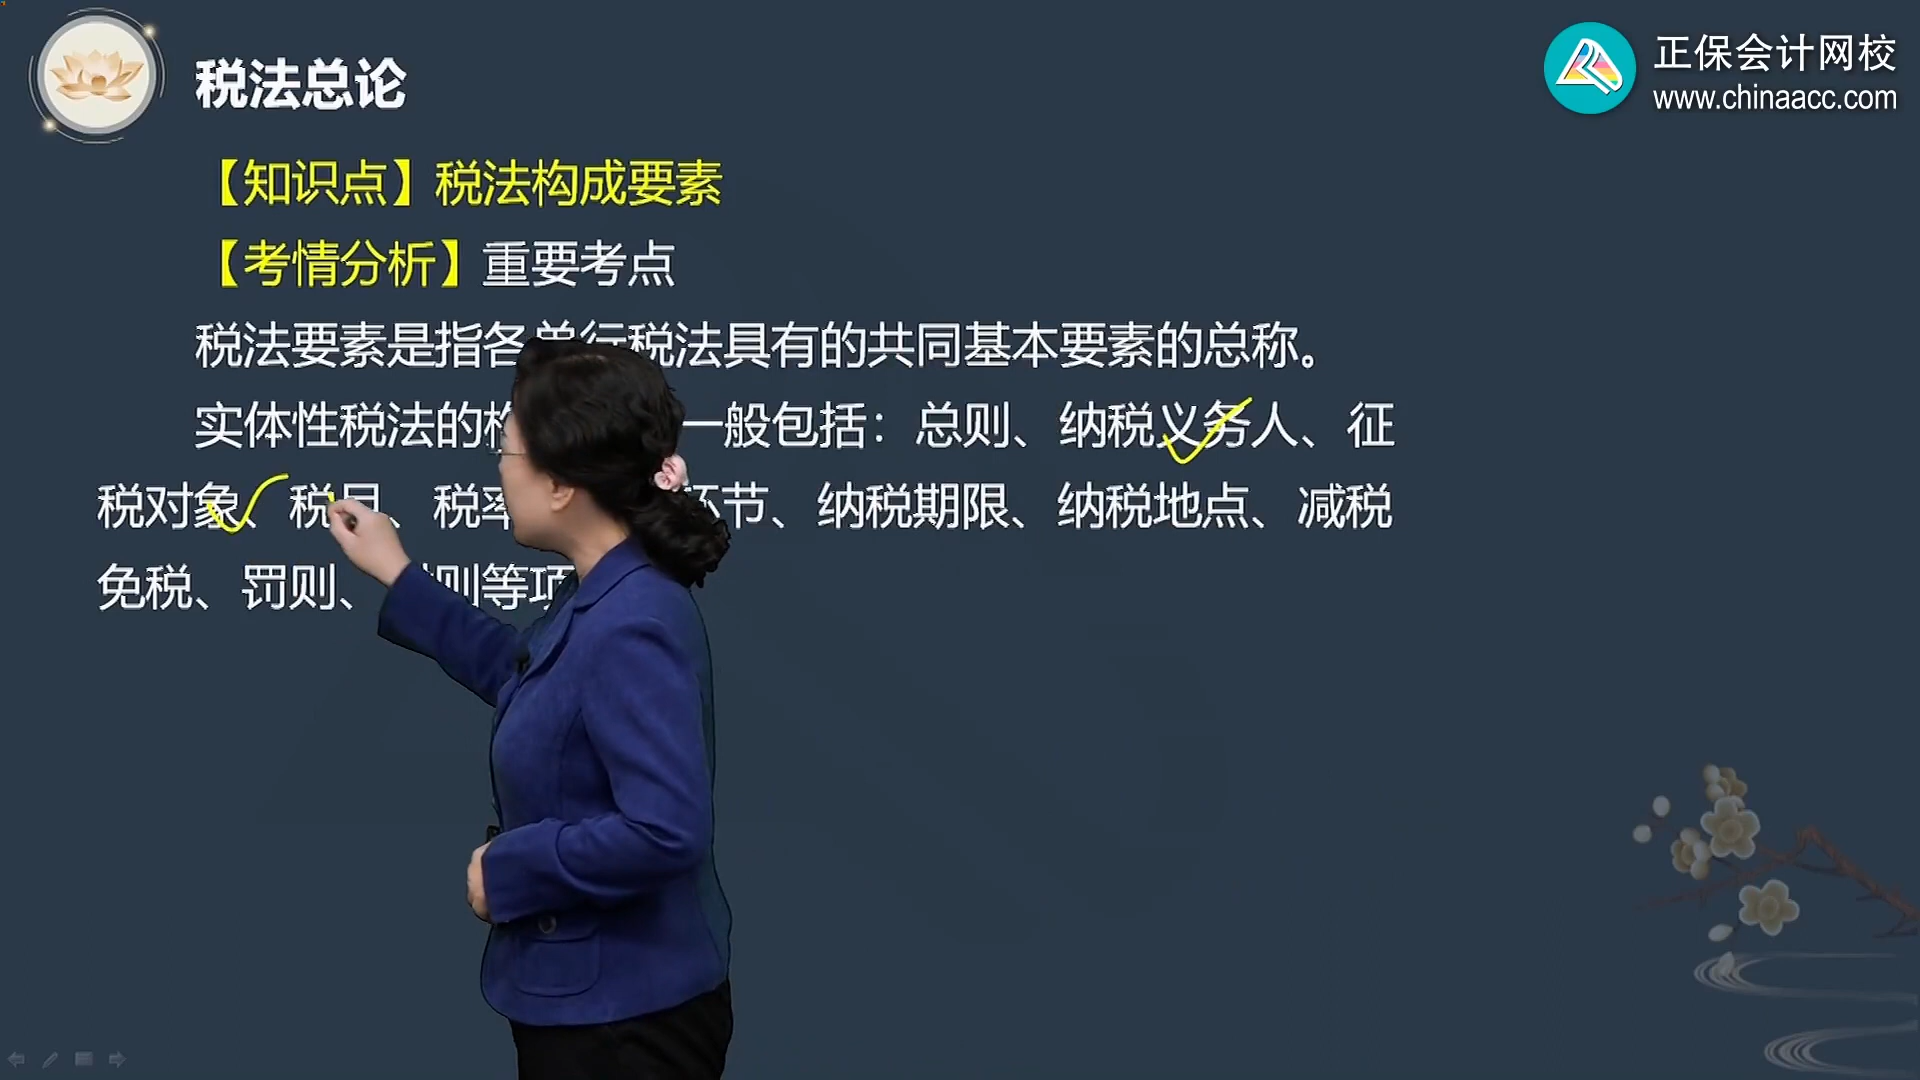 税法总论
正保会计网校
www.chinaacc.com
【知识点】税法构成要素
【考情分析】重要考点
税法要素是指各单行税法具有的共同基本要素的总称。
实体性税法的 一般包括：总则、纳税义务人、征
税对象、税目、税率 环节、纳税期限、纳税地点、减税
免税、罚则、 则等项